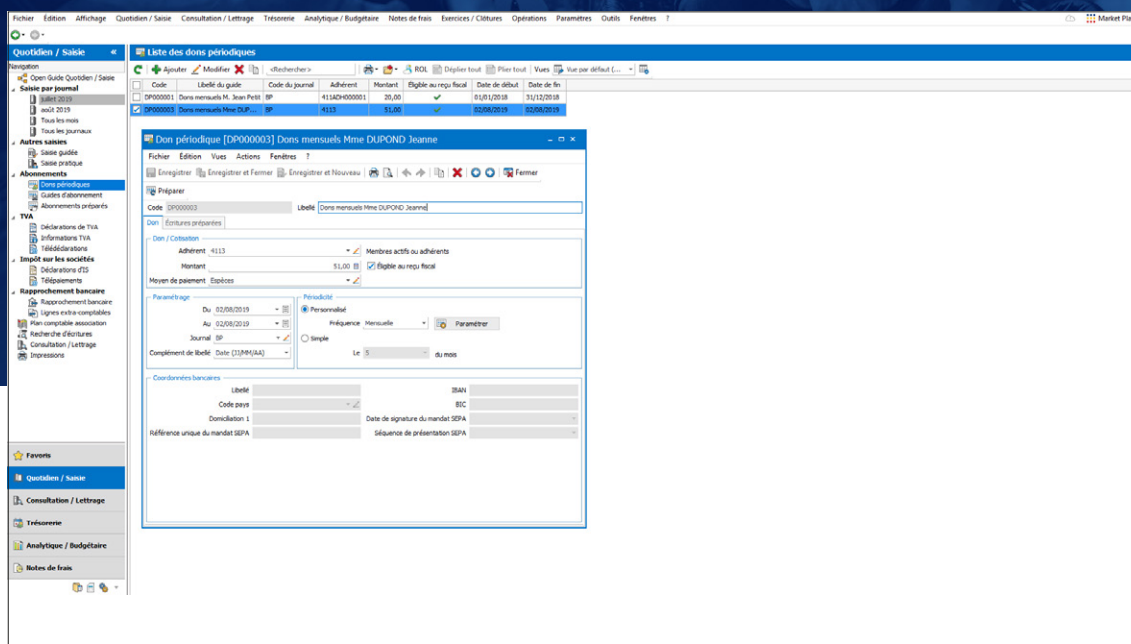 Fichier Édition Affichage Quotidien / Saisie Consultation / Lettrage Trésorerie Analytique / Budgétaire Notes de frais Exercices / Clôtures Opérations Paramètres Outils Fenêtres ? Market Pla
Quotidien / Saisie «
Navigation
Open Guide Quotidien / Saisie
Saisie par journal
juillet 2019
août 2019
Tous les mois
Tous les journaux
Autres saisies
Saisie guidée
Saisie pratique
Abonnements
Dons périodiques
Guides d'abonnement
Abonnements préparés
TVA
Déclarations de TVA
Informations TVA
Télédéclarations
Impôt sur les sociétés
Déclarations d'IS
Télépaiements
Rapprochement bancaire
Rapprochement bancaire
Lignes extra-comptables
Plan comptable association
Recherche d'écritures
Consultation / Lettrage
Impressions
Favoris
Quotidien / Saisie
Consultation / Lettrage
Trésorerie
Analytique / Budgétaire
Notes de frais
Liste des dons périodiques
Ajouter Modifier <Rechercher> ROL Déplier tout Plier tout Vues Vue par défaut (...
Code Libellé du guide Code du journal Adhérent Montant Eligible au reçu fiscal Date de début Date de fin
DP000001 Dons mensuels M. Jean Petit BP 411ADH000001 20,00 01/01/2018 31/12/2018
DP000003 Dons mensuels Mme DUP... BP 4113 51,00 02/08/2019 02/08/2019
Don périodique [DP000003] Dons mensuels Mme DUPOND Jeanne
Fichier Édition Vues Actions Fenêtres ?
Enregistrer Enregistrer et Fermer Enregistrer et Nouveau Fermer
Préparer
Code DP000003 Libellé Dons mensuels Mme DUPOND Jeanne
Don Écritures préparées
Don / Cotisation
Adhérent 4113 Membres actifs ou adhérents
Montant 51,00 Éligible au reçu fiscal
Moyen de paiement Espèces
Paramétrage Périodicité
Du 02/08/2019 Personnalisé
Au 02/08/2019 Fréquence Mensuelle Paramétrer
Journal BP Simple
Complément de libellé Date (JJ/MM/AA) Le 5 du mois
Coordonnées bancaires
Libellé IBAN
Code pays BIC
Domiciliation 1 Date de signature du mandat SEPA
Référence unique du mandat SEPA Séquence de présentation SEPA